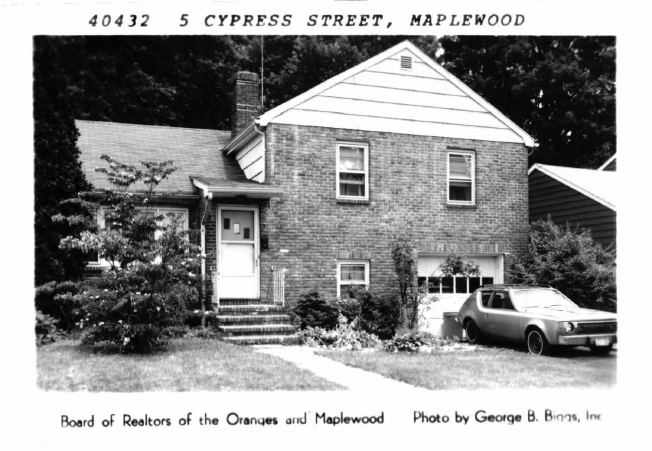 40432 5 CYPRESS STREET, MAPLEWOOD
Board of Realtors of the Oranges and Maplewood Photo by George B. Biggs, Inc